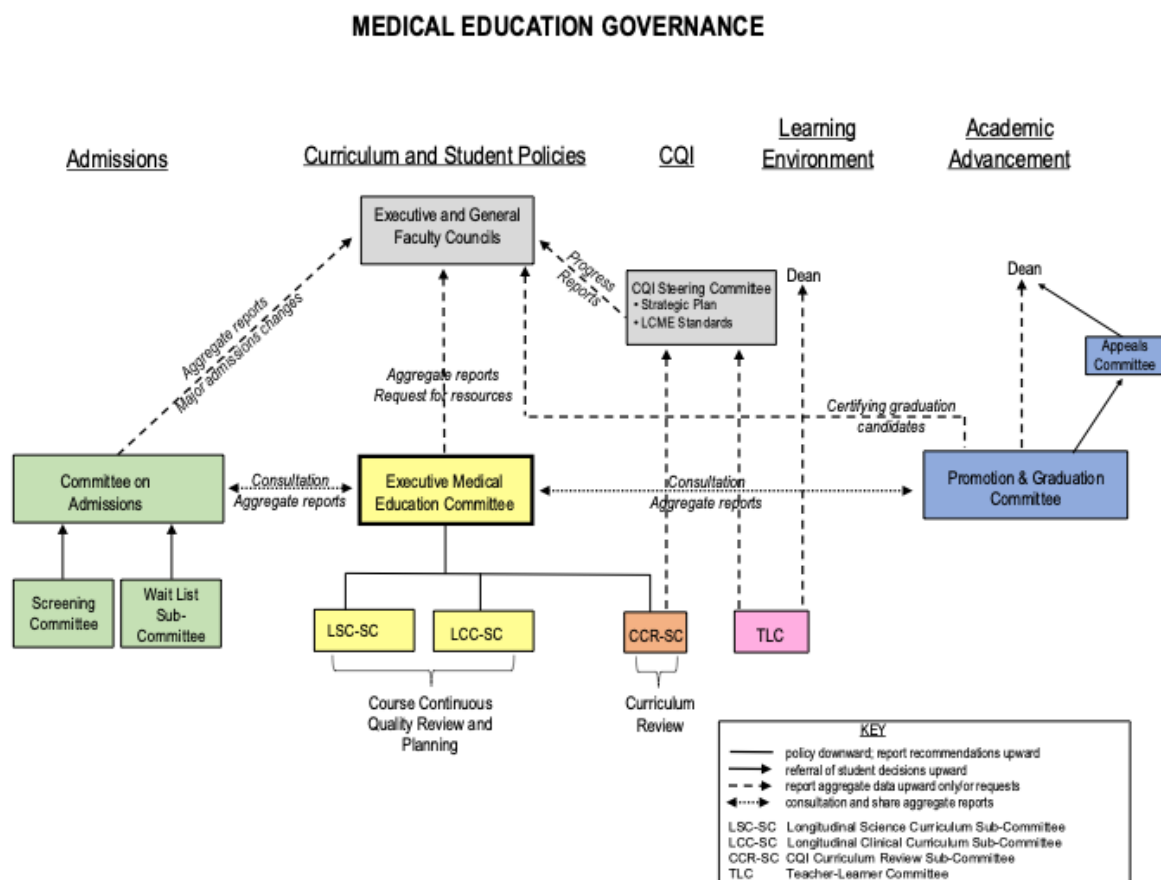 MEDICAL EDUCATION GOVERNANCE
Admissions
Curriculum and Student Policies
CQI
Learning
Environment
Academic
Advancement
Executive and General
Faculty Councils
Aggregate reports
Major admissions changes
Progress
Reports
CQI Steering Committee
• Strategic Plan
• LCME Standards
Dean
Dean
Appeals
Committee
Aggregate reports
Request for resources
Certifying graduation
candidates
Committee on
Admissions
Consultation
Aggregate reports
Executive Medical
Education Committee
Consultation
Aggregate reports
Promotion & Graduation
Committee
Screening
Committee
Wait List
Sub-
Committee
LSC-SC
LCC-SC
CCR-SC
TLC
Course Continuous
Quality Review and
Planning
Curriculum
Review
KEY
policy downward; report recommendations upward
referral of student decisions upward
report aggregate data upward only/or requests
consultation and share aggregate reports
LSC-SC Longitudinal Science Curriculum Sub-Committee
LCC-SC Longitudinal Clinical Curriculum Sub-Committee
CCR-SC CQI Curriculum Review Sub-Committee
TLC Teacher-Learner Committee